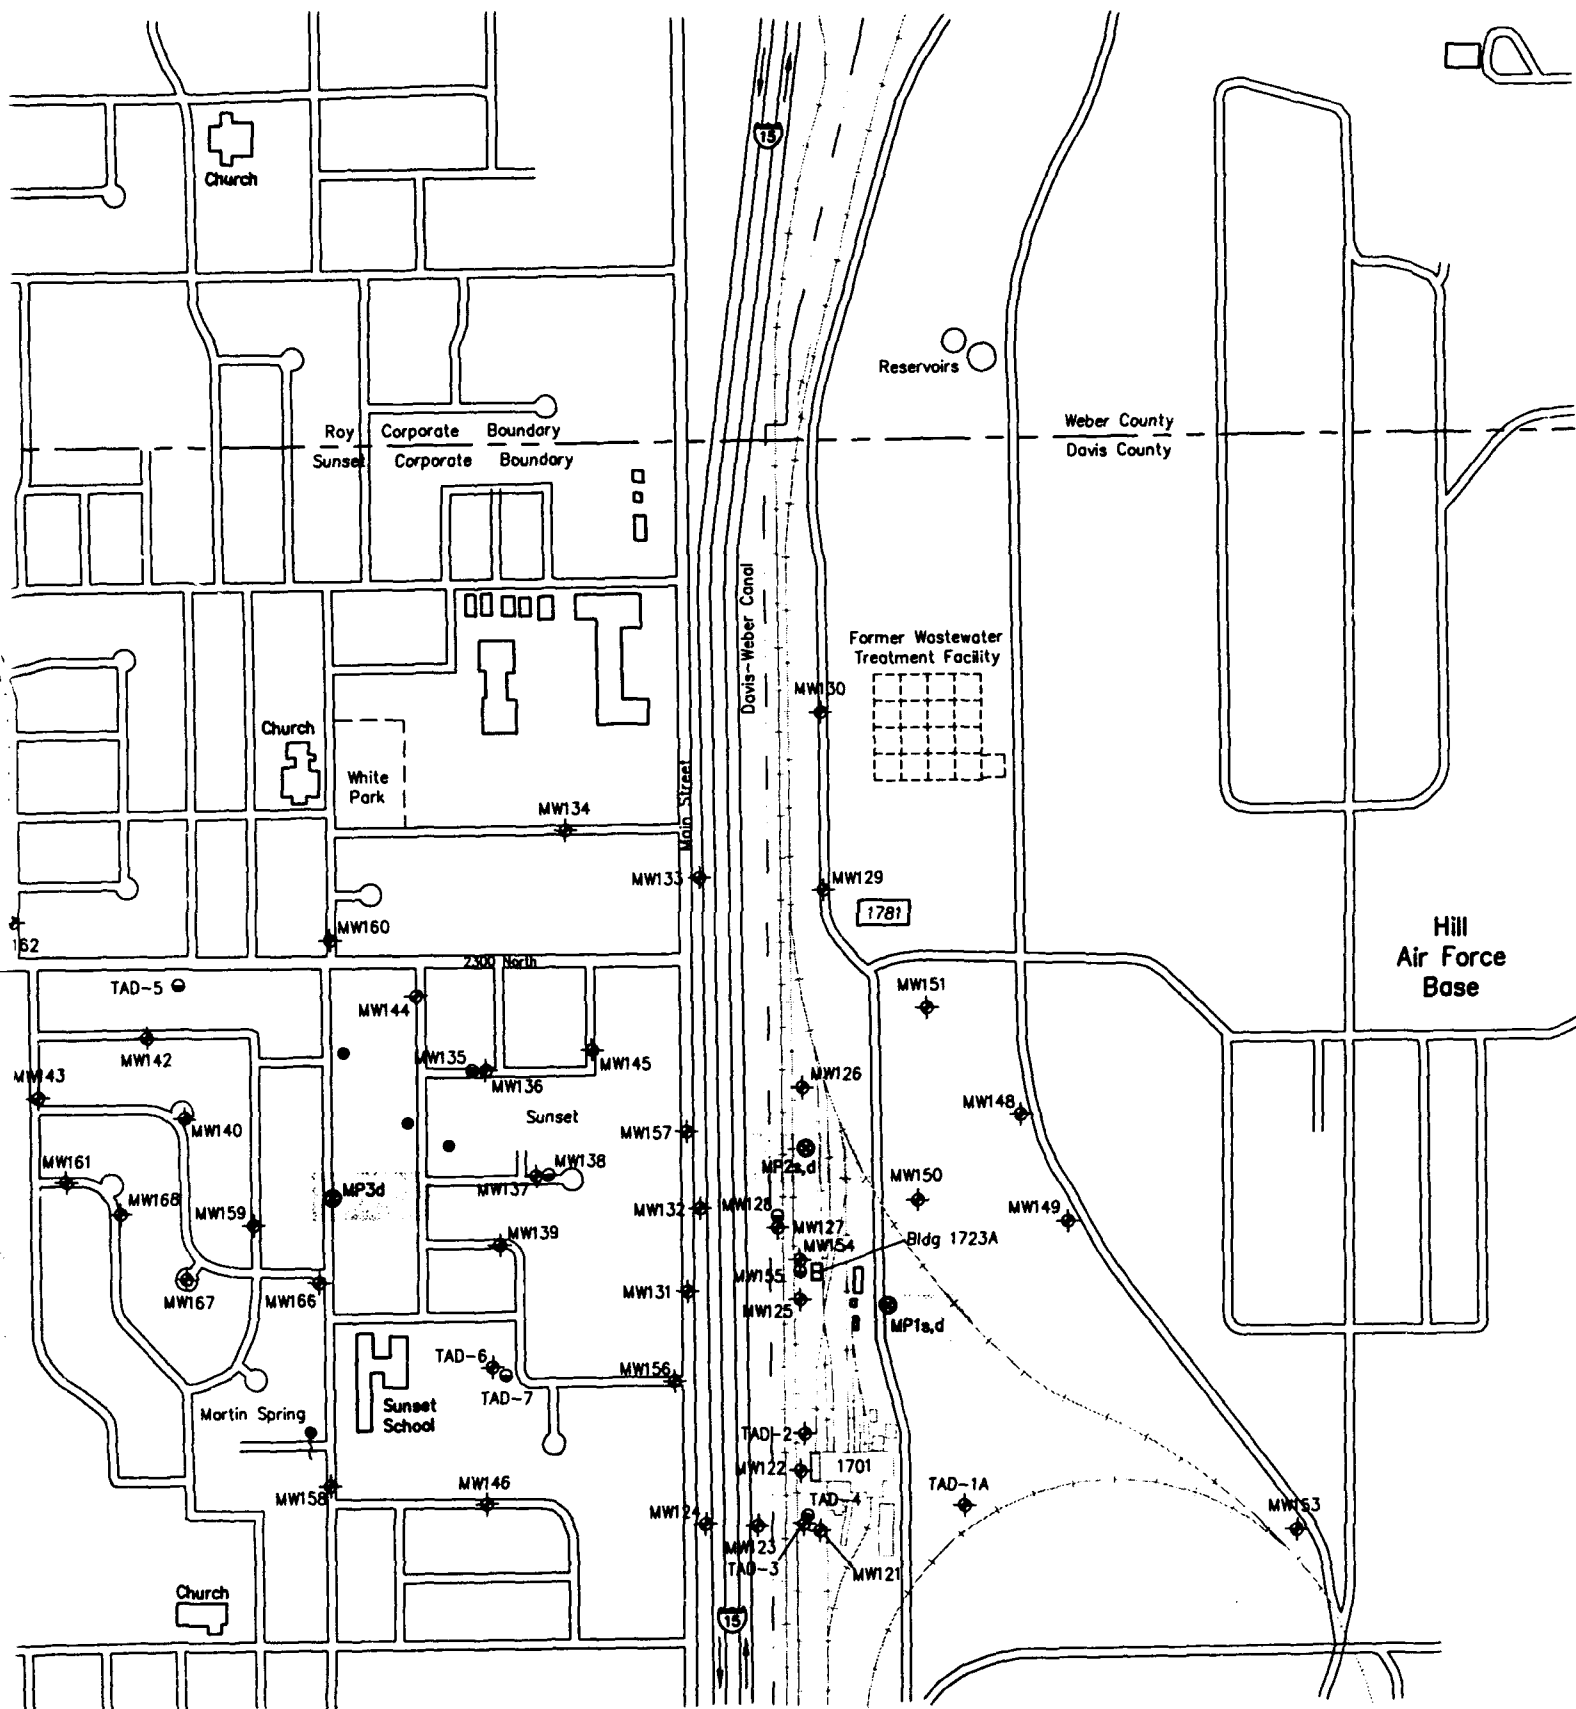 15
Church
Reservoirs
Roy Corporate Boundary
Sunset Corporate Boundary
Weber County
Davis County
Davis-Weber Canal
Former Wastewater
Treatment Facility
MW130
Church
White
Park
MW134
Main Street
MW133
MW129
1781
Hill
Air Force
Base
162
MW160
2300 North
TAD-5
MW144
MW151
MW142
MW135
MW136
MW145
MW126
MW143
MW148
MW140
Sunset
MW157
MW161
MW138
MW137
MP2s,d
MP3d
MW150
MW168
MW159
MW132
MW128
MW127
MW149
MW139
MW154
Bldg 1723A
MW155
MW167
MW166
MW131
MW125
MP1s,d
TAD-6
TAD-7
MW156
Martin Spring
Sunset
School
TAD-2
MW122
1701
MW158
MW146
MW124
TAD-4
TAD-1A
MW153
MW123
TAD-3
MW121
Church
15